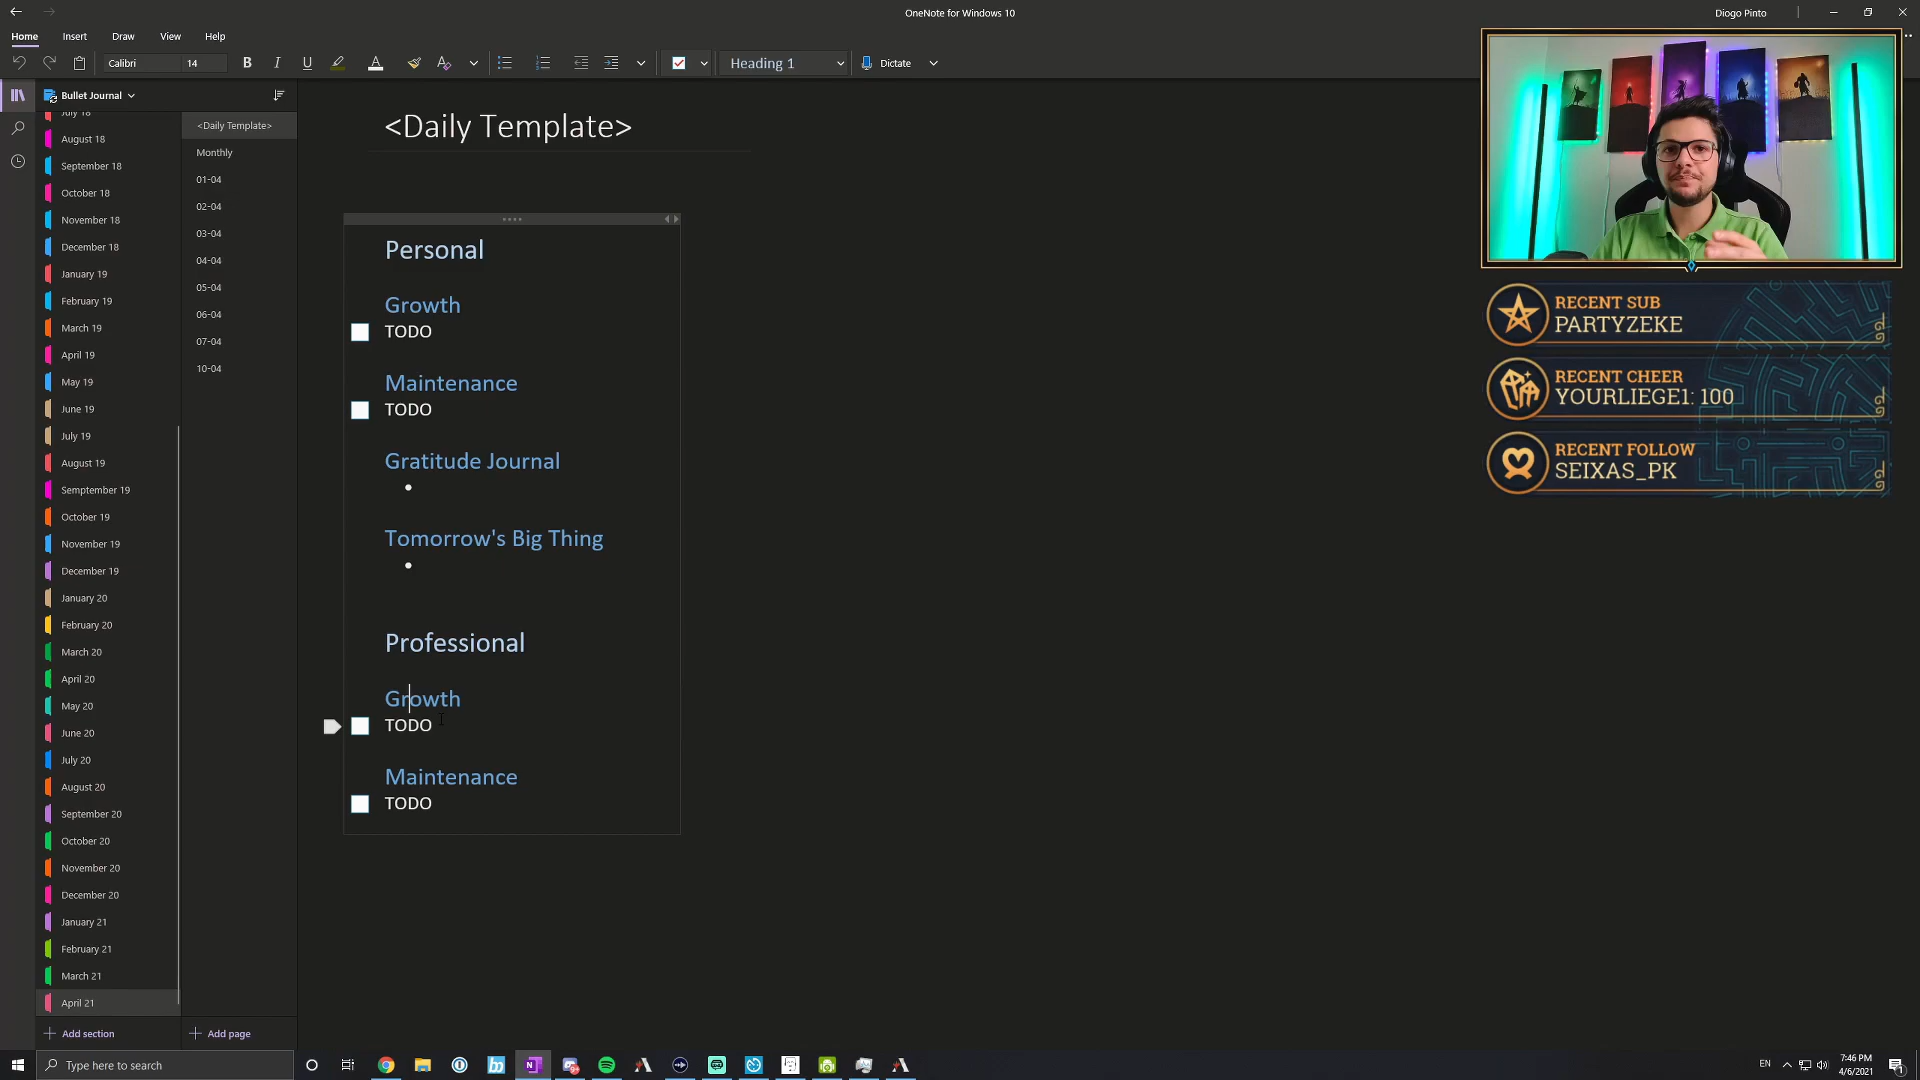 OneNote for Windows 10
Diogo Pinto
Home
Insert
Draw
View
Help
Calibri
14
B
I
U
A
Heading 1
Dictate
Bullet Journal
July 18
August 18
September 18
October 18
November 18
December 18
January 19
February 19
March 19
April 19
May 19
June 19
July 19
August 19
Semptember 19
October 19
November 19
December 19
January 20
February 20
March 20
April 20
May 20
June 20
July 20
August 20
September 20
October 20
November 20
December 20
January 21
February 21
March 21
April 21
Add section
<Daily Template>
Monthly
01-04
02-04
03-04
04-04
05-04
06-04
07-04
10-04
Add page
<Daily Template>
Personal
Growth
TODO
Maintenance
TODO
Gratitude Journal
Tomorrow's Big Thing
Professional
Growth
TODO
Maintenance
TODO
RECENT SUB
PARTYZEKE
RECENT CHEER
YOURLIEGE1: 100
RECENT FOLLOW
SEIXAS_PK
Type here to search
EN
7:46 PM
4/6/2021